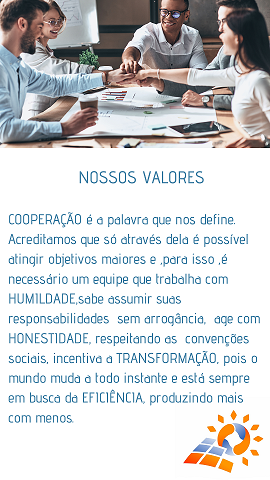 NOSSOS VALORES
COOPERAÇÃO é a palavra que nos define.
Acreditamos que só através dela é possível
atingir objetivos maiores e ,para isso ,é
necessário um equipe que trabalha com
HUMILDADE,sabe assumir suas
responsabilidades sem arrogância, age com
HONESTIDADE, respeitando as convenções
sociais, incentiva a TRANSFORMAÇÃO, pois o
mundo muda a todo instante e está sempre
em busca da EFICIÊNCIA, produzindo mais
com menos.